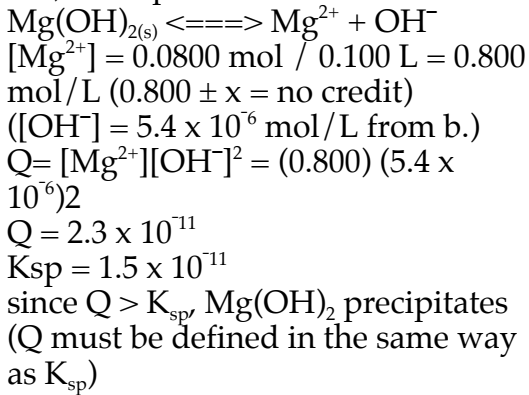 Mg(OH)₂₍ₛ₎ <===> Mg²⁺ + OH⁻
[Mg²⁺] = 0.0800 mol / 0.100 L = 0.800
mol/L (0.800 ± x = no credit)
([OH⁻] = 5.4 x 10⁻⁶ mol/L from b.)
Q= [Mg²⁺][OH⁻]² = (0.800) (5.4 x
10⁻⁶)2
Q = 2.3 x 10⁻¹¹
Ksp = 1.5 x 10⁻¹¹
since Q > Kₛₚ, Mg(OH)₂ precipitates
(Q must be defined in the same way
as Kₛₚ)